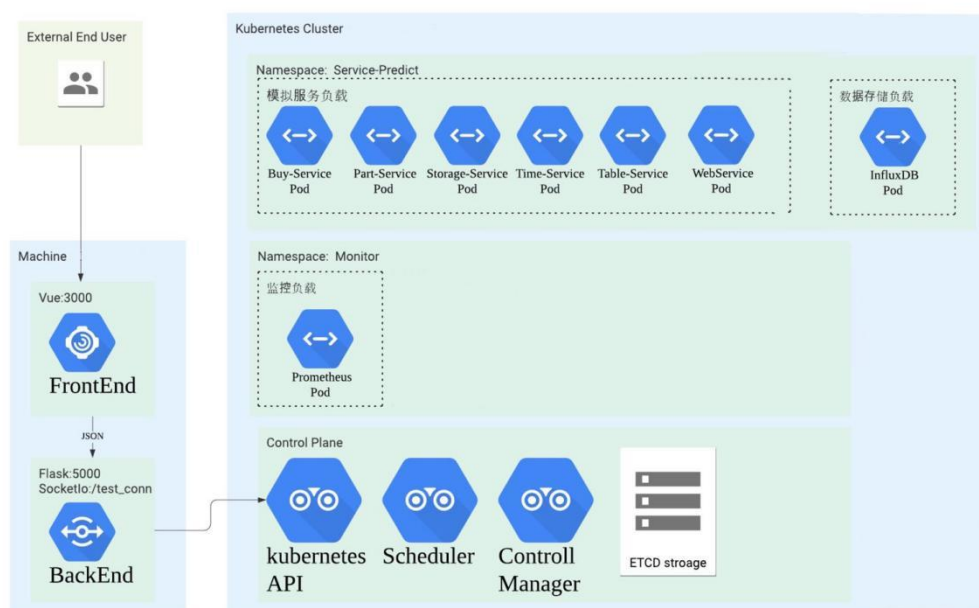 External End User
Kubernetes Cluster
Namespace: Service-Predict
模拟服务负载
Buy-Service
Pod
Part-Service
Pod
Storage-Service
Pod
Time-Service
Pod
Table-Service
Pod
WebService
Pod
数据存储负载
InfluxDB
Pod
Machine
Vue:3000
FrontEnd
JSON
Flask:5000
SocketIo:/test_conn
BackEnd
Namespace: Monitor
监控负载
Prometheus
Pod
Control Plane
kubernetes
API
Scheduler
Controll
Manager
ETCD stroage